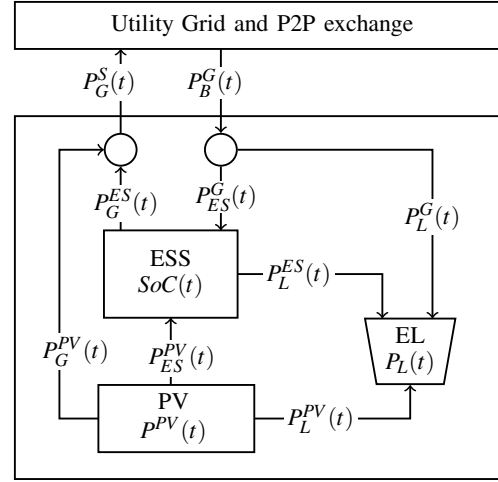 Utility Grid and P2P exchange
P_G^S(t)
P_B^G(t)
P_G^{ES}(t)
P_{ES}^G(t)
P_L^G(t)
ESS
SoC(t)
P_L^{ES}(t)
EL
P_L(t)
P_G^{PV}(t)
P_{ES}^{PV}(t)
PV
P^{PV}(t)
P_L^{PV}(t)